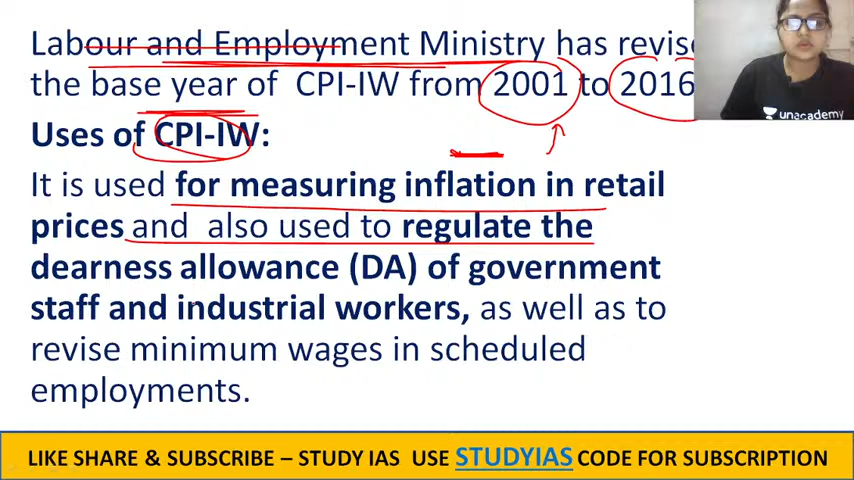 Labour and Employment Ministry has revise
the base year of CPI-IW from 2001 to 2016
unacademy
Uses of CPI-IW:
It is used for measuring inflation in retail
prices and also used to regulate the
dearness allowance (DA) of government
staff and industrial workers, as well as to
revise minimum wages in scheduled
employments.
LIKE SHARE & SUBSCRIBE – STUDY IAS USE STUDYIAS CODE FOR SUBSCRIPTION